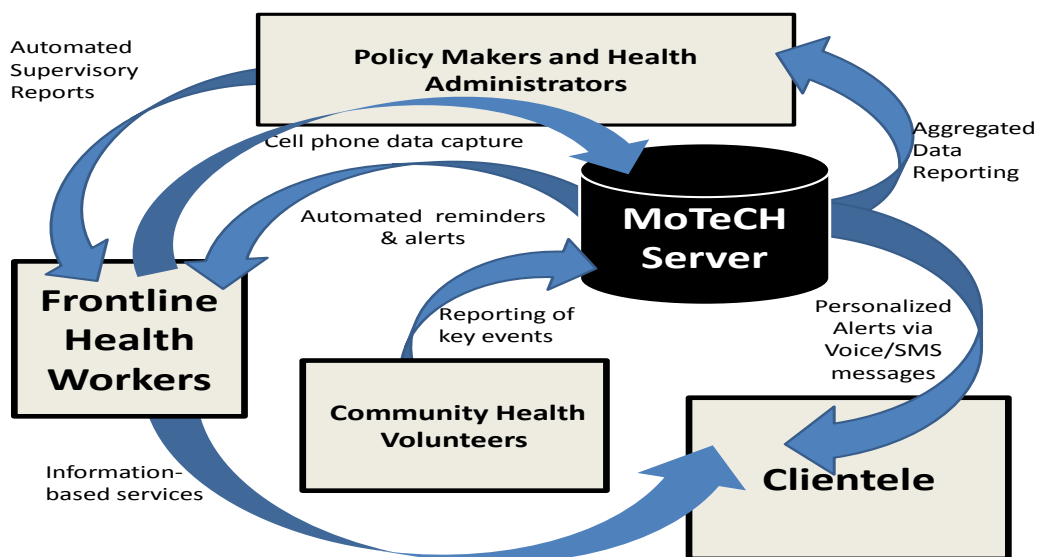 Automated
Supervisory
Reports
Policy Makers and Health
Administrators
Cell phone data capture
Aggregated
Data
Reporting
Automated reminders
& alerts
MoTeCH
Server
Frontline
Health
Workers
Reporting of
key events
Personalized
Alerts via
Voice/SMS
messages
Community Health
Volunteers
Information-
based services
Clientele